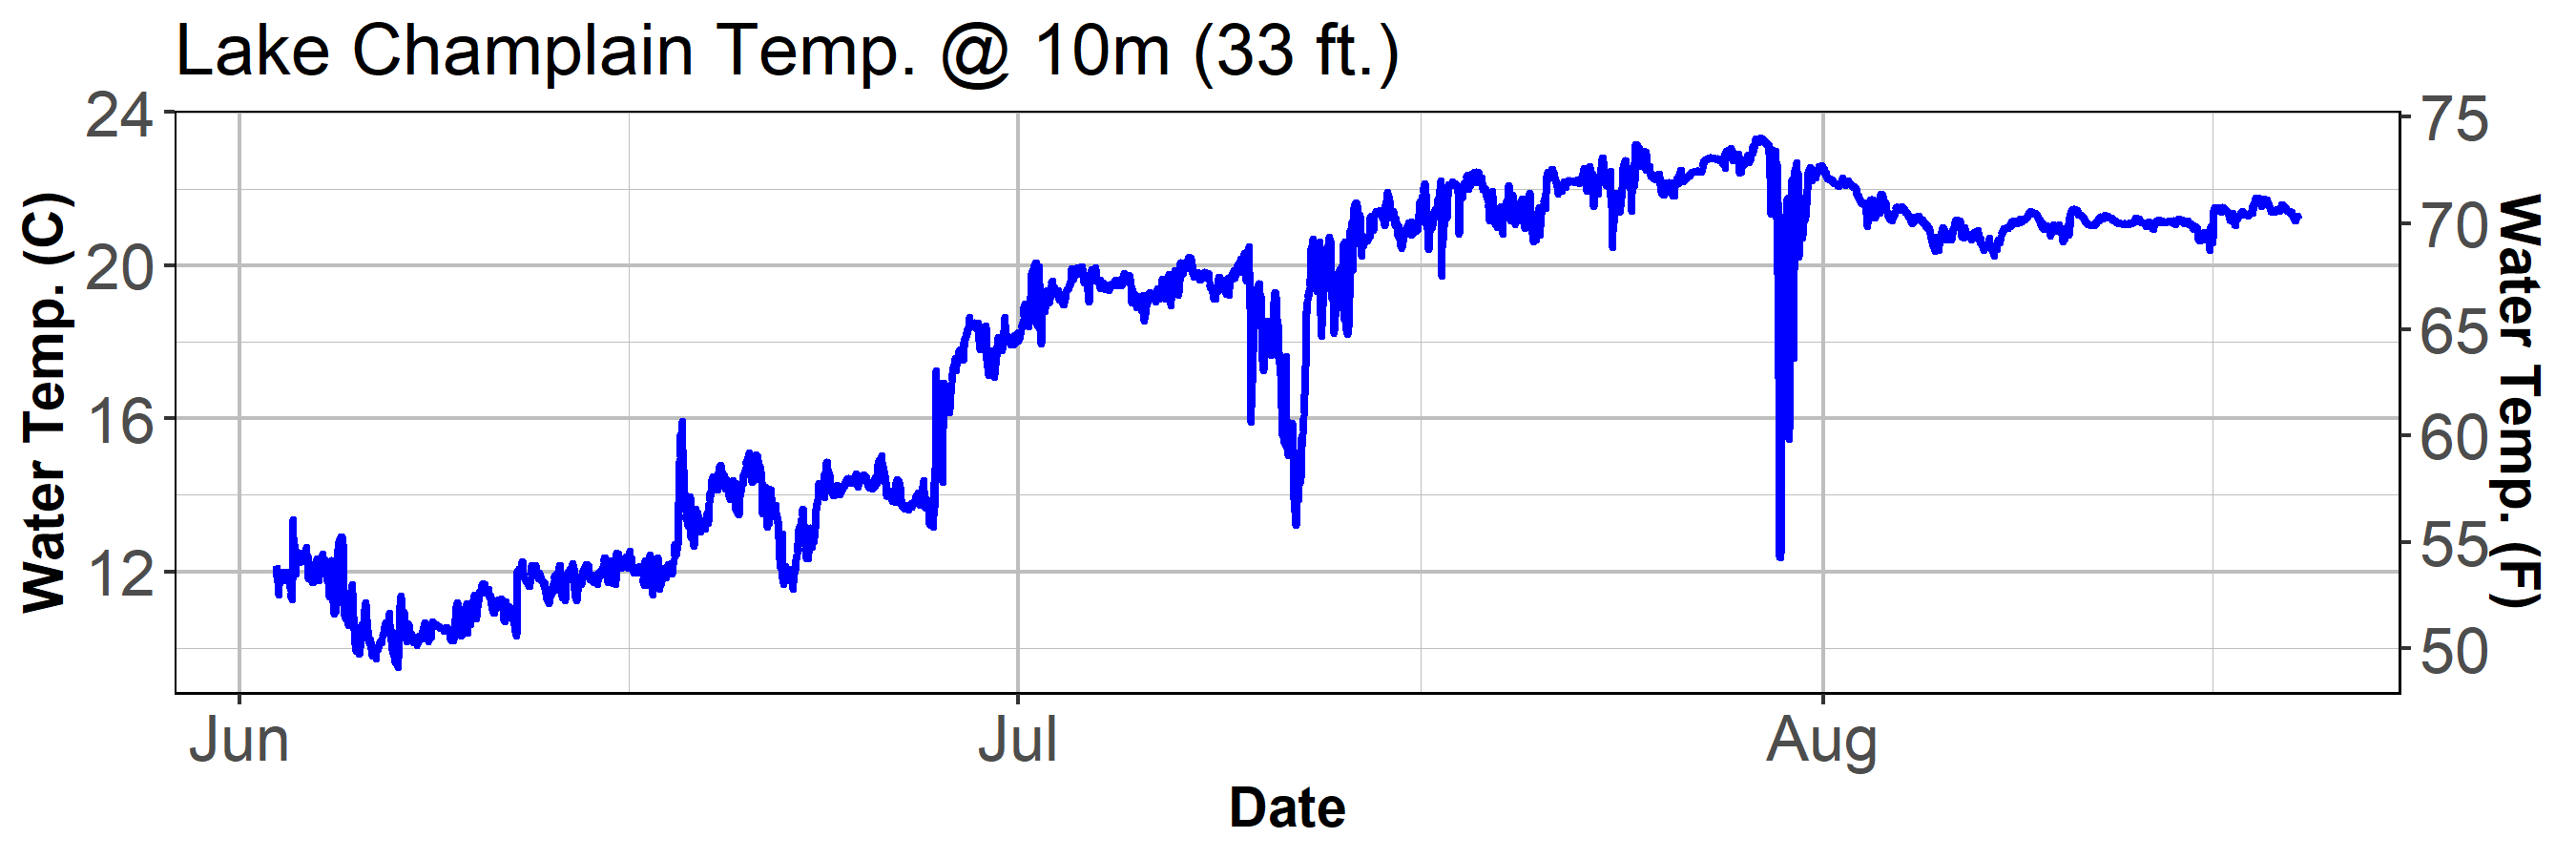 Lake Champlain Temp. @ 10m (33 ft.)
24
20
16
12
Water Temp. (C)
75
70
65
60
55
50
Water Temp. (F)
Jun
Jul
Aug
Date